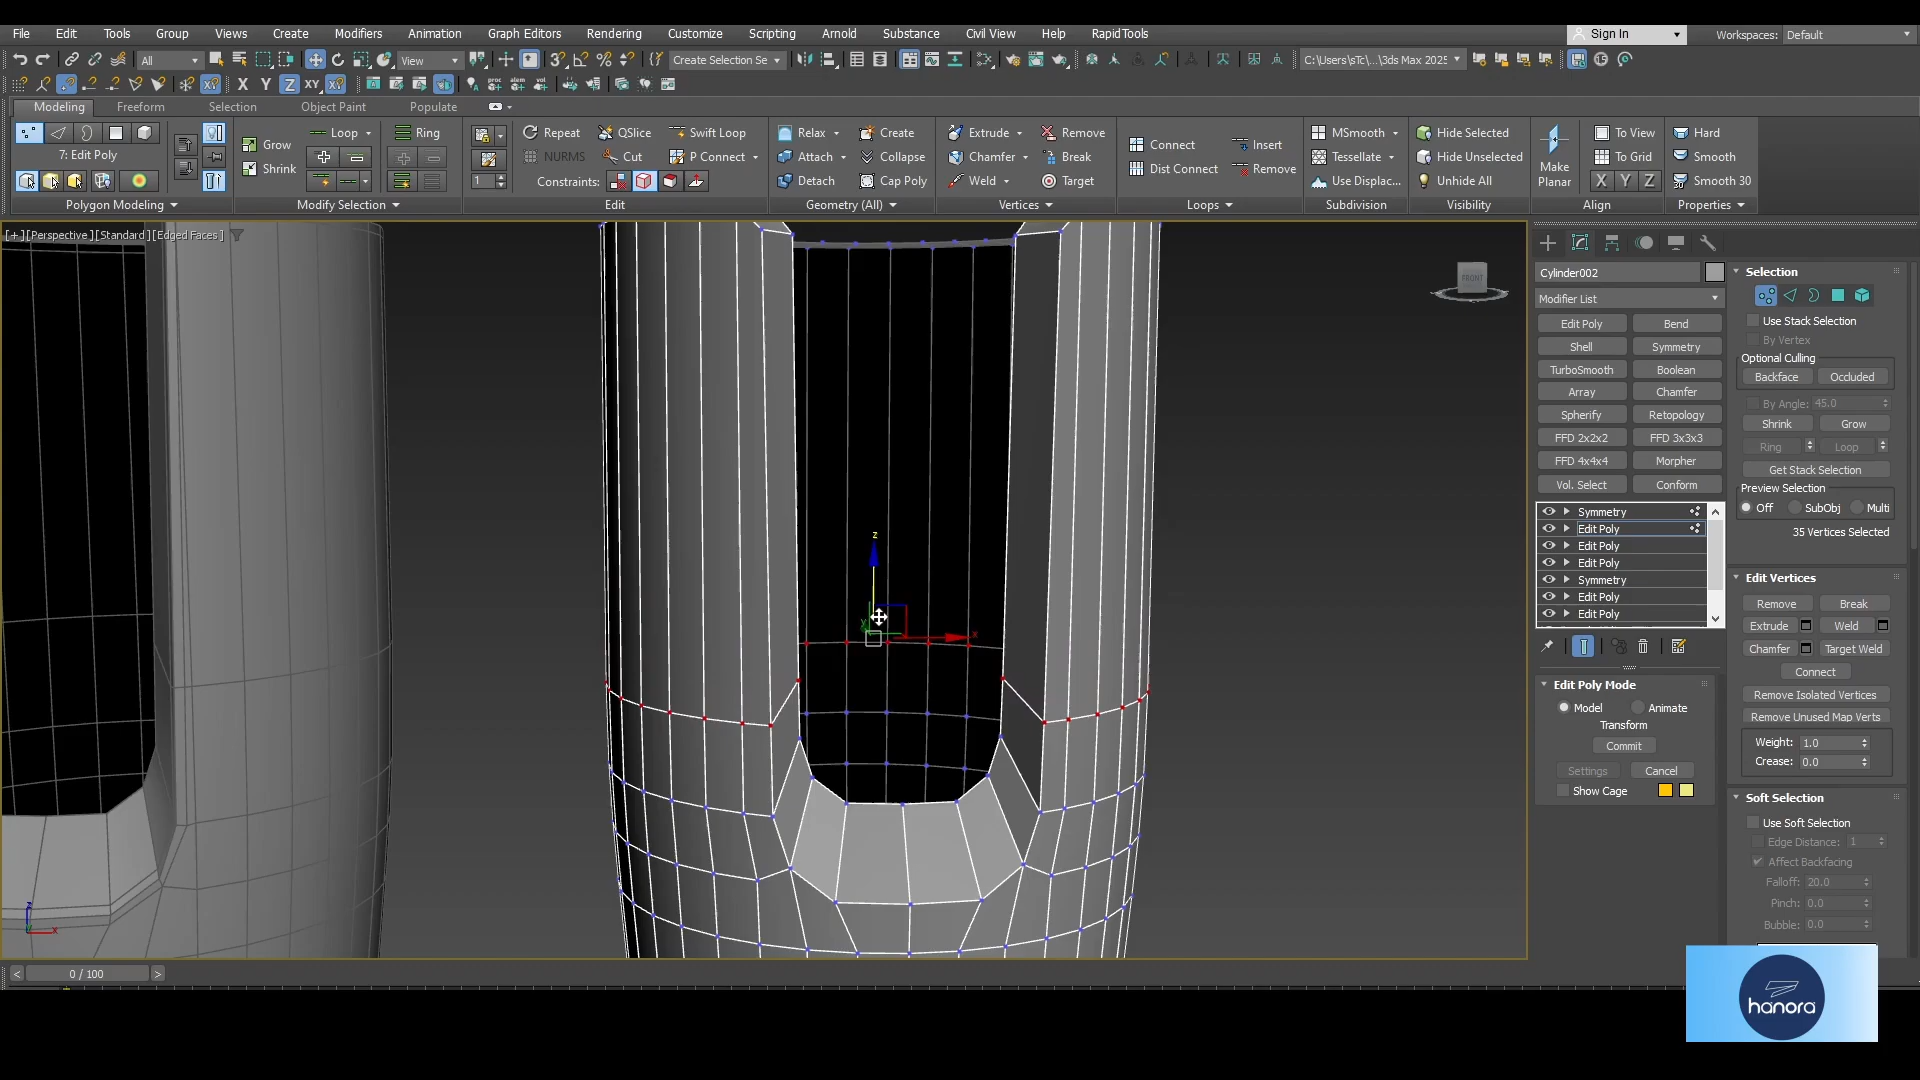 File Edit Tools Group Views Create Modifiers Animation Graph Editors Rendering Customize Scripting Arnold Substance Civil View Help RapidTools Sign In Workspaces: Default
All View Create Selection Se C:\Users\sTc\...\3ds Max 2025
X Y Z XY
Modeling Freeform Selection Object Paint Populate
Loop Ring Repeat QSlice Swift Loop Relax Create Extrude Remove MSmooth Hide Selected To View Hard
7: Edit Poly Grow Shrink NURMS Cut P Connect Attach Collapse Chamfer Break Connect Insert Tessellate Hide Unselected Make Planar To Grid Smooth
1 Constraints: Detach Cap Poly Weld Target Dist Connect Remove Use Displac... Unhide All X Y Z Smooth 30
Polygon Modeling Modify Selection Edit Geometry (All) Vertices Loops Subdivision Visibility Align Properties
[+][Perspective][Standard][Edged Faces]
FRONT
z
x
y
z
x
Cylinder002
Modifier List
Edit Poly Bend
Shell Symmetry
TurboSmooth Boolean
Array Chamfer
Spherify Retopology
FFD 2x2x2 FFD 3x3x3
FFD 4x4x4 Morpher
Vol. Select Conform
Symmetry
Edit Poly
Edit Poly
Edit Poly
Symmetry
Edit Poly
Edit Poly
Edit Poly Mode
Model Animate
Transform
Commit
Settings Cancel
Show Cage
Selection
Use Stack Selection
By Vertex
Optional Culling
Backface Occluded
By Angle: 45.0
Shrink Grow
Ring Loop
Get Stack Selection
Preview Selection
Off SubObj Multi
35 Vertices Selected
Edit Vertices
Remove Break
Extrude Weld
Chamfer Target Weld
Connect
Remove Isolated Vertices
Remove Unused Map Verts
Weight: 1.0
Crease: 0.0
Soft Selection
Use Soft Selection
Edge Distance: 1
Affect Backfacing
Falloff: 20.0
Pinch: 0.0
Bubble: 0.0
< 0 / 100 >
hanora